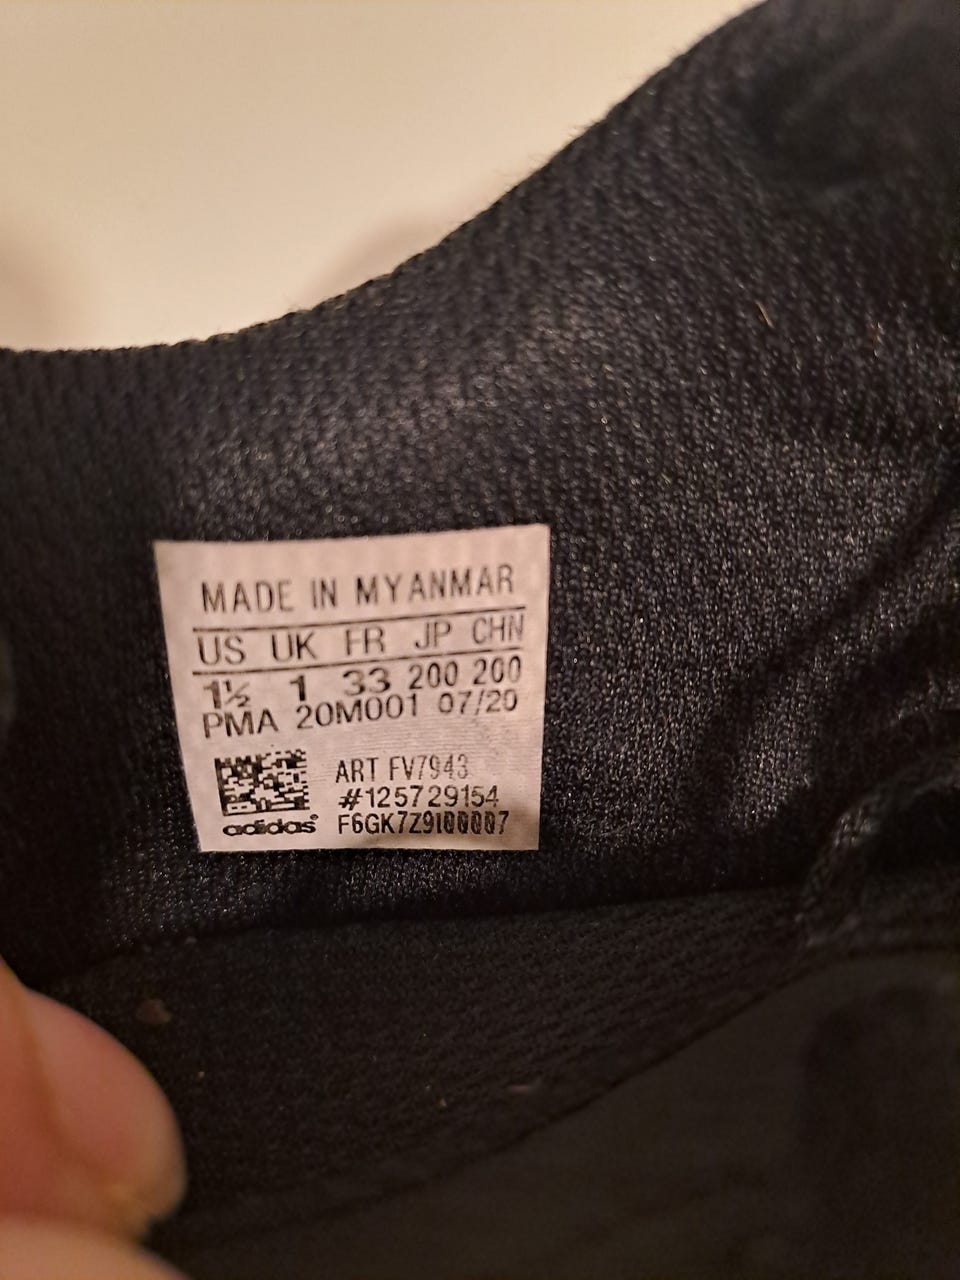 MADE IN MYANMAR
US UK FR JP CHN
1½ 1 33 200 200
PMA 20M001 07/20
ART FV7943
#125729154
adidas® F6GK7Z9I00007